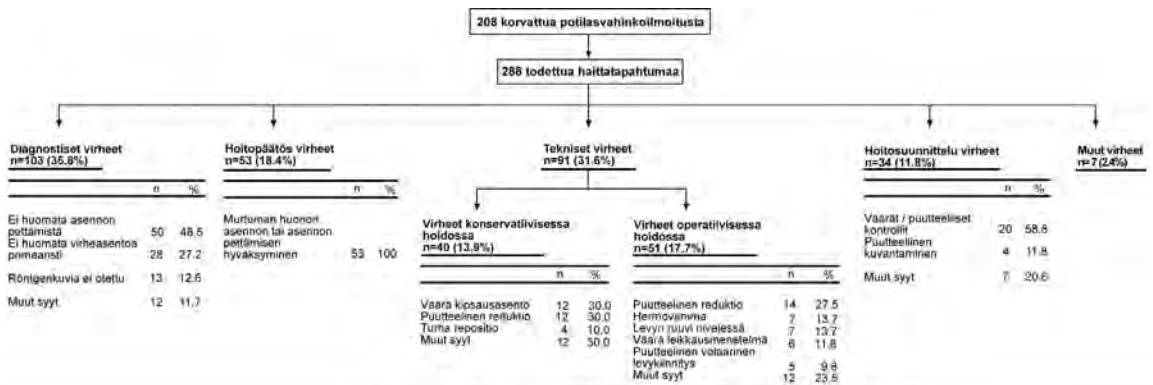 208 korvattua potilasvahinkoilmoitusta
288 todettua haittatapahtumaa
Diagnostiset virheet
n=103 (35.8%)
n %
Ei huomata asennon
pettämistä 50 48.5
Ei huomata virheasentoa
primaaristi 28 27.2
Röntgenkuvia ei otettu 13 12.6
Muut syyt 12 11.7
Hoitopäätös virheet
n=53 (18.4%)
n %
Murtuman huonon
asennon tai asennon
pettämisen
hyväksyminen 53 100
Tekniset virheet
n=91 (31.6%)
Virheet konservatiivisessa
hoidossa
n=40 (13.9%)
n %
Väärä kipsausasento 12 30.0
Puutteelinen reduktio 12 30.0
Turha repositio 4 10.0
Muut syyt 12 30.0
Virheet operatiivisessa
hoidossa
n=51 (17.7%)
n %
Puutteelinen reduktio 14 27.5
Hermovamma 7 13.7
Levyn ruuvi nivelessä 7 13.7
Väärä leikkausmenetelmä 6 11.8
Puutteelinen volaarinen
levykiinnitys 5 9.8
Muut syyt 12 23.5
Hoitosuunnittelu virheet
n=34 (11.8%)
n %
Väärät / puutteeliset
kontrollit 20 58.8
Puutteellinen
kuvantaminen 4 11.8
Muut syyt 7 20.6
Muut virheet
n=7 (2.4%)